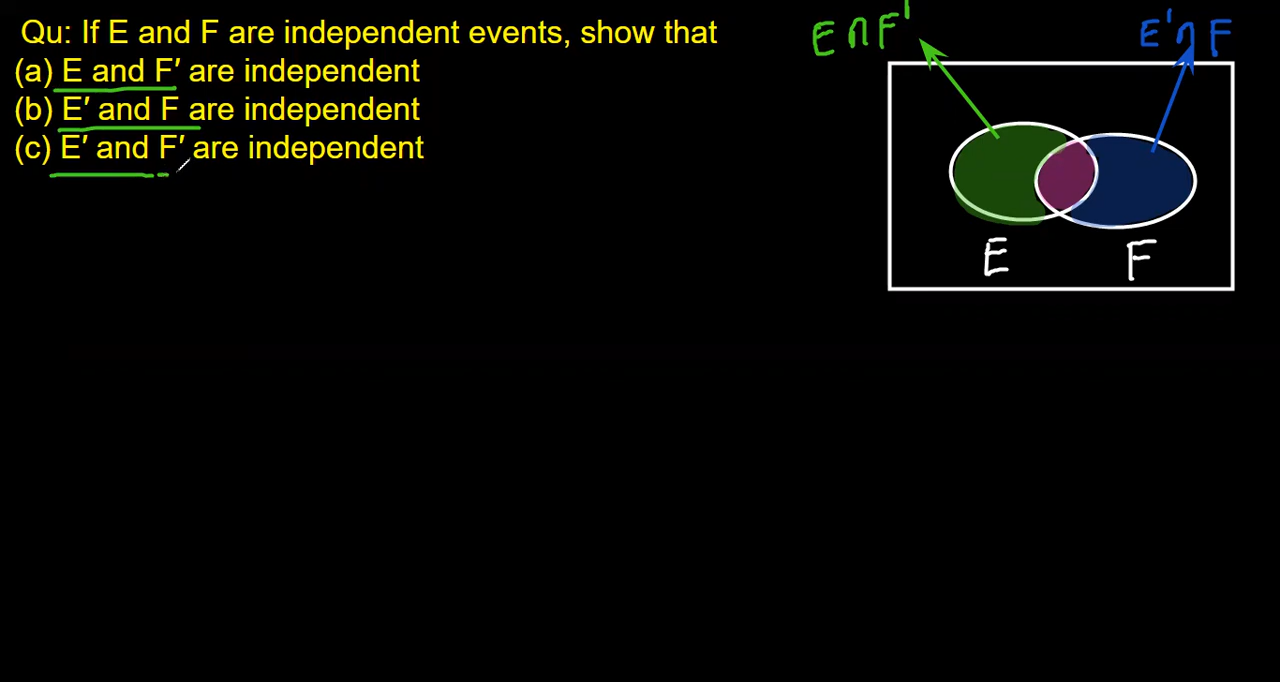 Qu: If E and F are independent events, show that
(a) E and F′ are independent
(b) E′ and F are independent
(c) E′ and F′ are independent
E ∩ F'
E' ∩ F
E
F